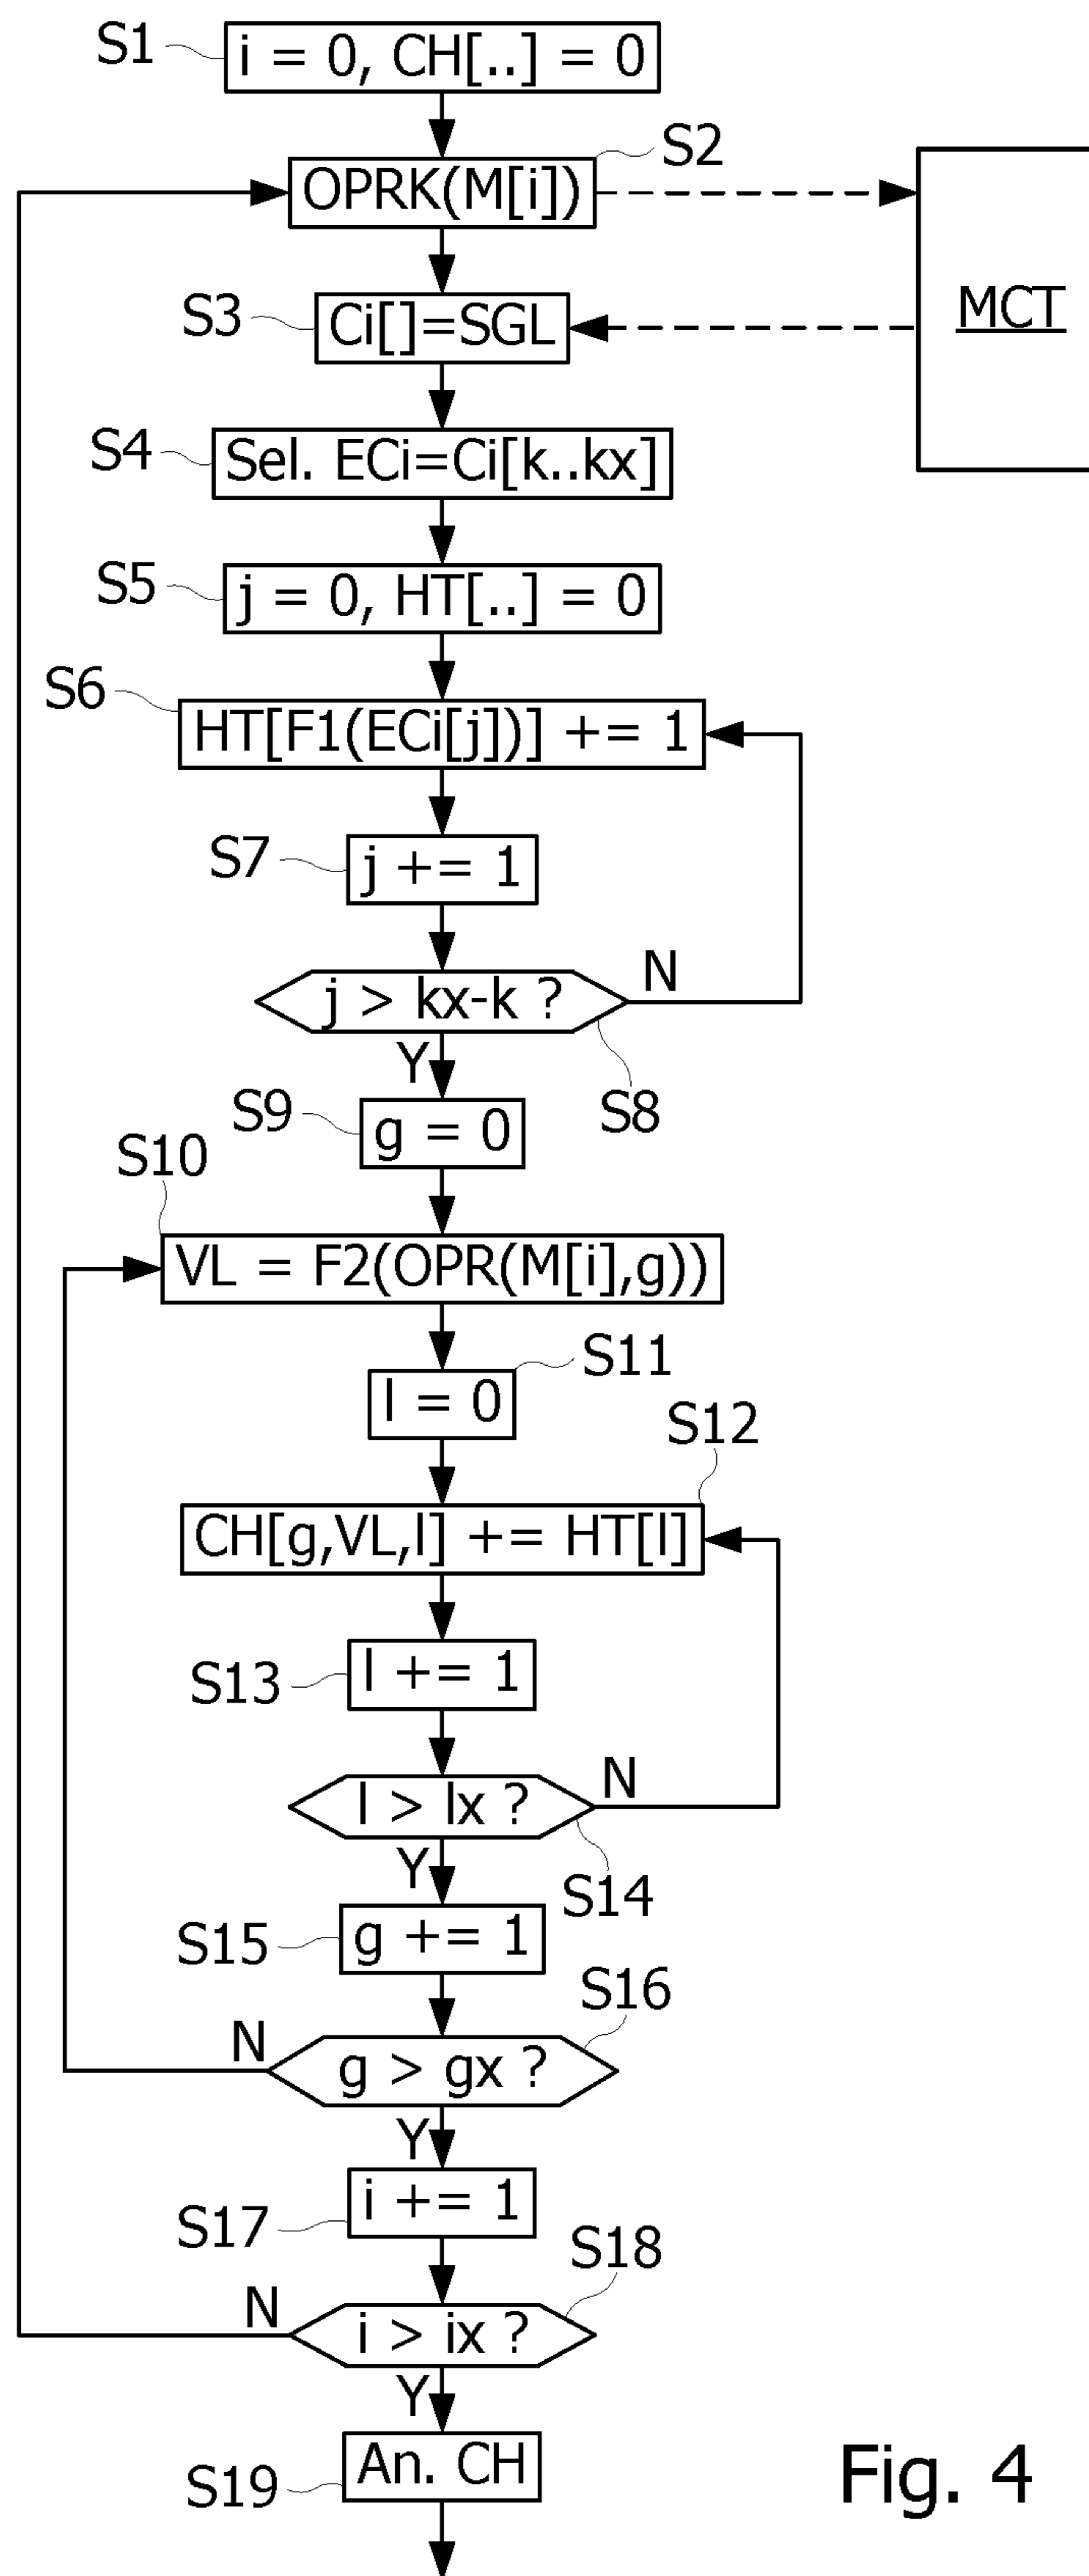 S1
i = 0, CH[..] = 0
S2
OPRK(M[i])
MCT
S3
Ci[]=SGL
S4
Sel. ECi=Ci[k..kx]
S5
j = 0, HT[..] = 0
S6
HT[F1(ECi[j])] += 1
S7
j += 1
N
j > kx-k ?
Y
S8
S9
g = 0
S10
VL = F2(OPR(M[i],g))
S11
l = 0
S12
CH[g,VL,l] += HT[l]
S13
l += 1
N
l > lx ?
Y
S14
S15
g += 1
S16
N
g > gx ?
Y
S17
i += 1
S18
N
i > ix ?
Y
S19
An. CH
Fig. 4